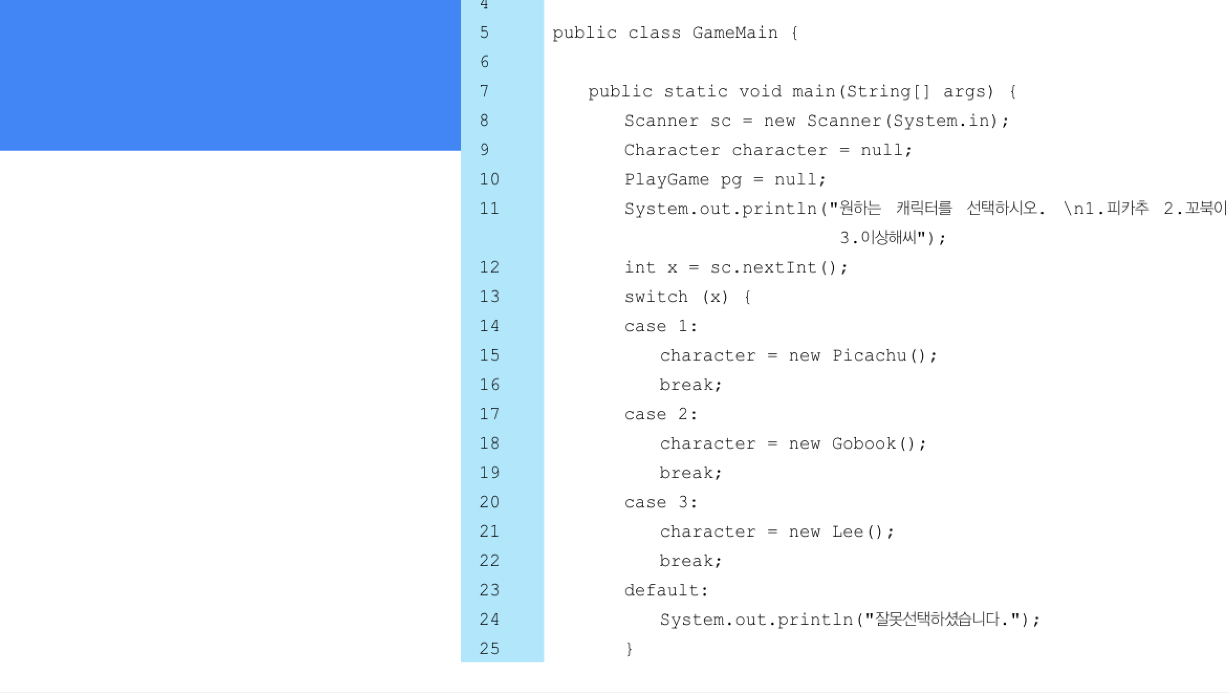 4
5 public class GameMain {
6
7 public static void main(String[] args) {
8 Scanner sc = new Scanner(System.in);
9 Character character = null;
10 PlayGame pg = null;
11 System.out.println("원하는 캐릭터를 선택하시오. \n1.피카추 2.꼬북이
3.이상해씨");
12 int x = sc.nextInt();
13 switch (x) {
14 case 1:
15 character = new Picachu();
16 break;
17 case 2:
18 character = new Gobook();
19 break;
20 case 3:
21 character = new Lee();
22 break;
23 default:
24 System.out.println("잘못선택하셨습니다.");
25 }